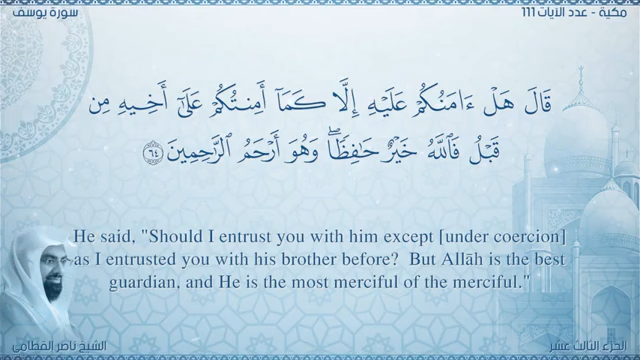 مكية - عدد الآيات 111
سورة يوسف
قَالَ هَلْ ءَامَنُكُمْ عَلَيْهِ إِلَّا كَمَآ أَمِنتُكُمْ عَلَىٰٓ أَخِيهِ مِن
قَبْلُ فَٱللَّهُ خَيْرٌ حَٰفِظًا ۖ وَهُوَ أَرْحَمُ ٱلرَّٰحِمِينَ ٦٤
He said, "Should I entrust you with him except [under coercion]
as I entrusted you with his brother before?  But Allāh is the best
guardian, and He is the most merciful of the merciful."
الجزء الثالث عشر
الشيخ ناصر القطامي